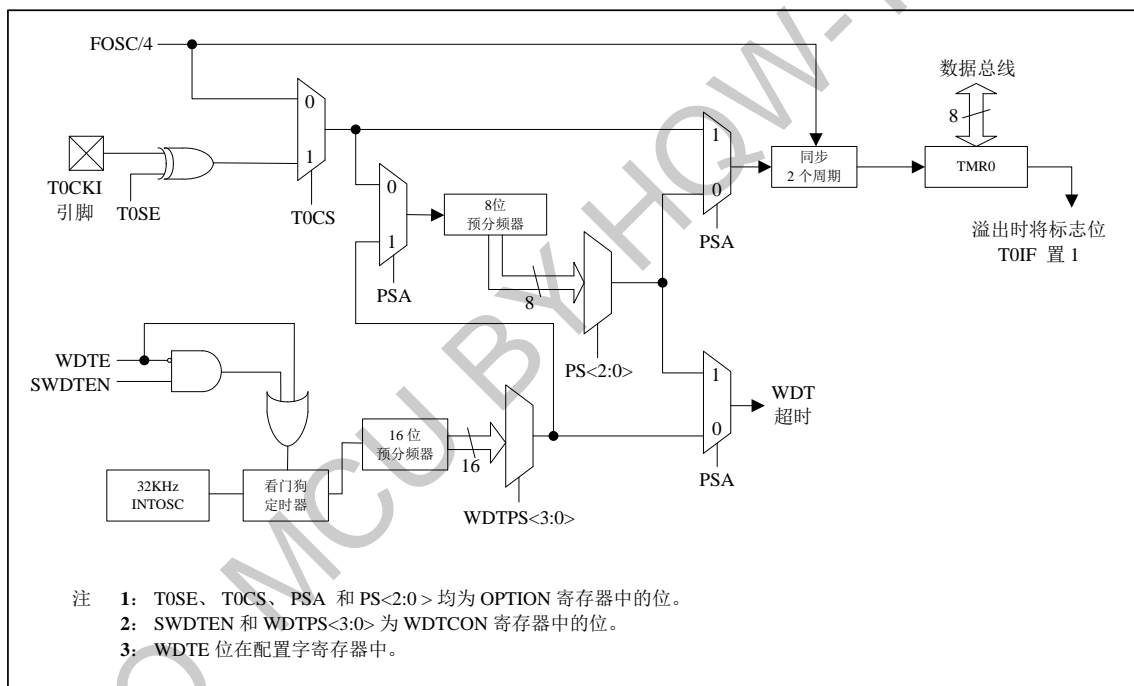 FOSC/4
数据总线
8
0
1
T0CKI
引脚
T0SE
T0CS
0
1
PSA
8位
预分频器
8
PS<2:0>
1
0
PSA
同步
2 个周期
TMR0
溢出时将标志位
T0IF 置 1
WDTE
SWDTEN
32KHz
INTOSC
看门狗
定时器
16 位
预分频器
16
WDTPS<3:0>
1
0
PSA
WDT
超时
注 1: T0SE、 T0CS、 PSA 和 PS<2:0 > 均为 OPTION 寄存器中的位。
2: SWDTEN 和 WDTPS<3:0> 为 WDTCON 寄存器中的位。
3: WDTE 位在配置字寄存器中。
MCU BY HQW-